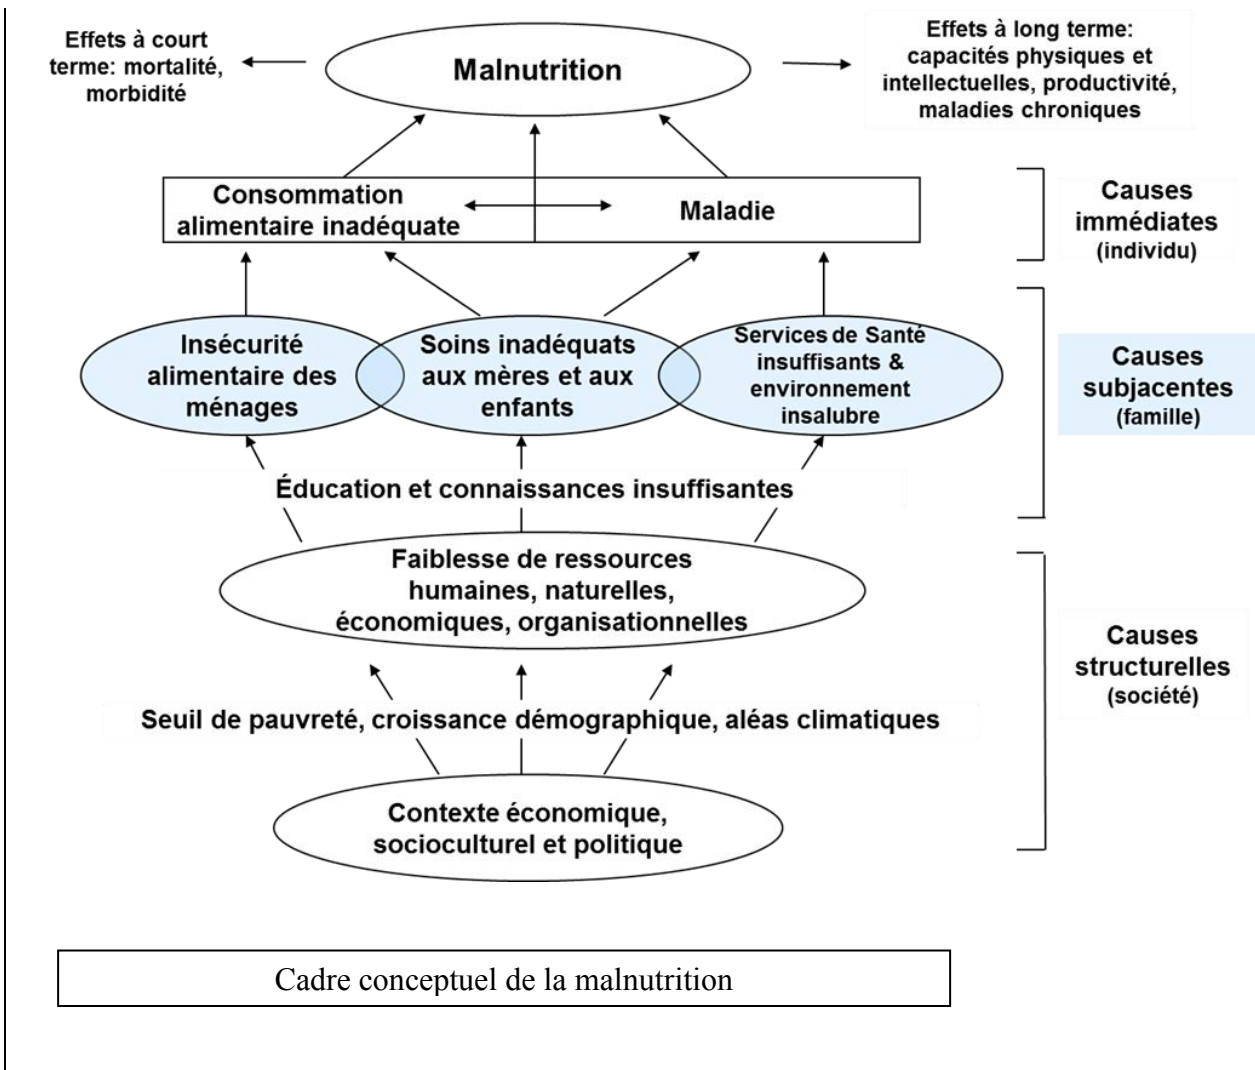 Effets à court
terme: mortalité,
morbidité
Malnutrition
Effets à long terme:
capacités physiques et
intellectuelles, productivité,
maladies chroniques
Consommation
alimentaire inadéquate
Maladie
Causes
immédiates
(individu)
Insécurité
alimentaire des
ménages
Soins inadéquats
aux mères et aux
enfants
Services de Santé
insuffisants &
environnement
insalubre
Causes
subjacentes
(famille)
Éducation et connaissances insuffisantes
Faiblesse de ressources
humaines, naturelles,
économiques, organisationnelles
Causes
structurelles
(société)
Seuil de pauvreté, croissance démographique, aléas climatiques
Contexte économique,
socioculturel et politique
Cadre conceptuel de la malnutrition